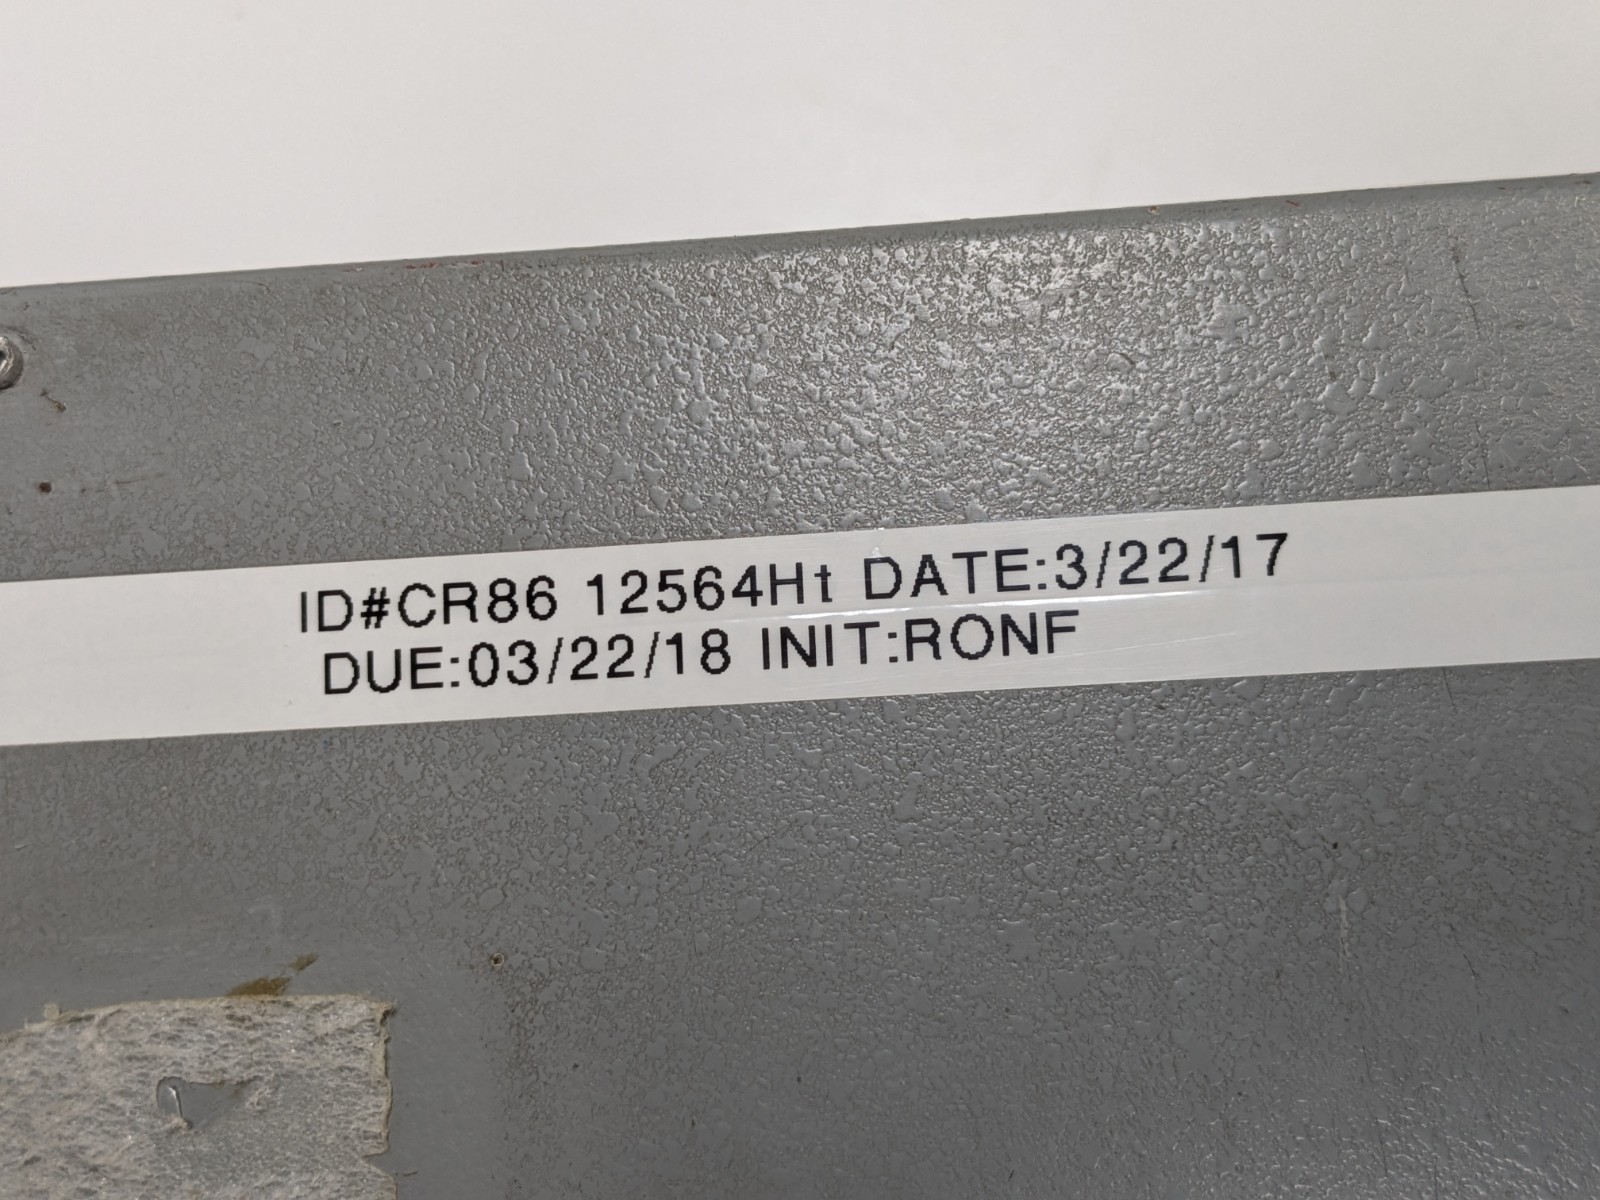 ID#CR86 12564Ht DATE:3/22/17
DUE:03/22/18 INIT:RONF